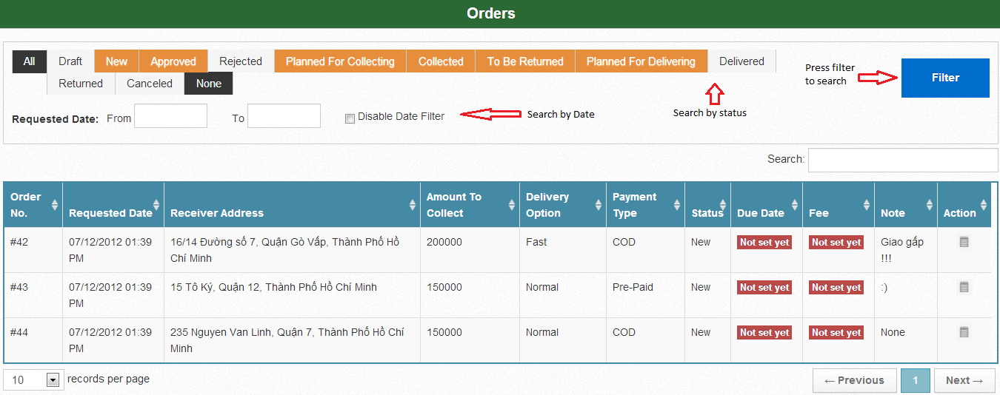 Orders
All Draft New Approved Rejected Planned For Collecting Collected To Be Returned Planned For Delivering Delivered
Returned Canceled None
Press filter
to search
Filter
Requested Date: From To Disable Date Filter
Search by Date
Search by status
Search:
Order No. Requested Date Receiver Address Amount To Collect Delivery Option Payment Type Status Due Date Fee Note Action
#42 07/12/2012 01:39 16/14 Đường số 7, Quận Gò Vấp, Thành Phố Hồ 200000 Fast COD New Not set yet Not set yet Giao gấp
PM Chí Minh !!!
#43 07/12/2012 01:39 15 Tô Ký, Quận 12, Thành Phố Hồ Chí Minh 150000 Normal Pre-Paid New Not set yet Not set yet :)
PM
#44 07/12/2012 01:39 235 Nguyen Van Linh, Quận 7, Thành Phố Hồ Chí 150000 Normal COD New Not set yet Not set yet None
PM Minh
10 records per page ← Previous 1 Next →